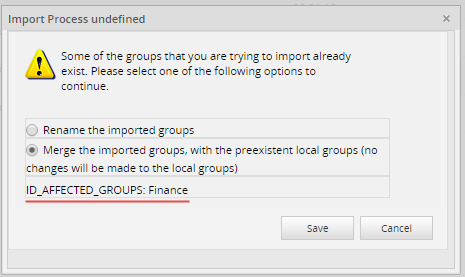 Import Process undefined
Some of the groups that you are trying to import already
exist. Please select one of the following options to
continue.
Rename the imported groups
Merge the imported groups, with the preexistent local groups (no
changes will be made to the local groups)
ID_AFFECTED_GROUPS: Finance
Save Cancel